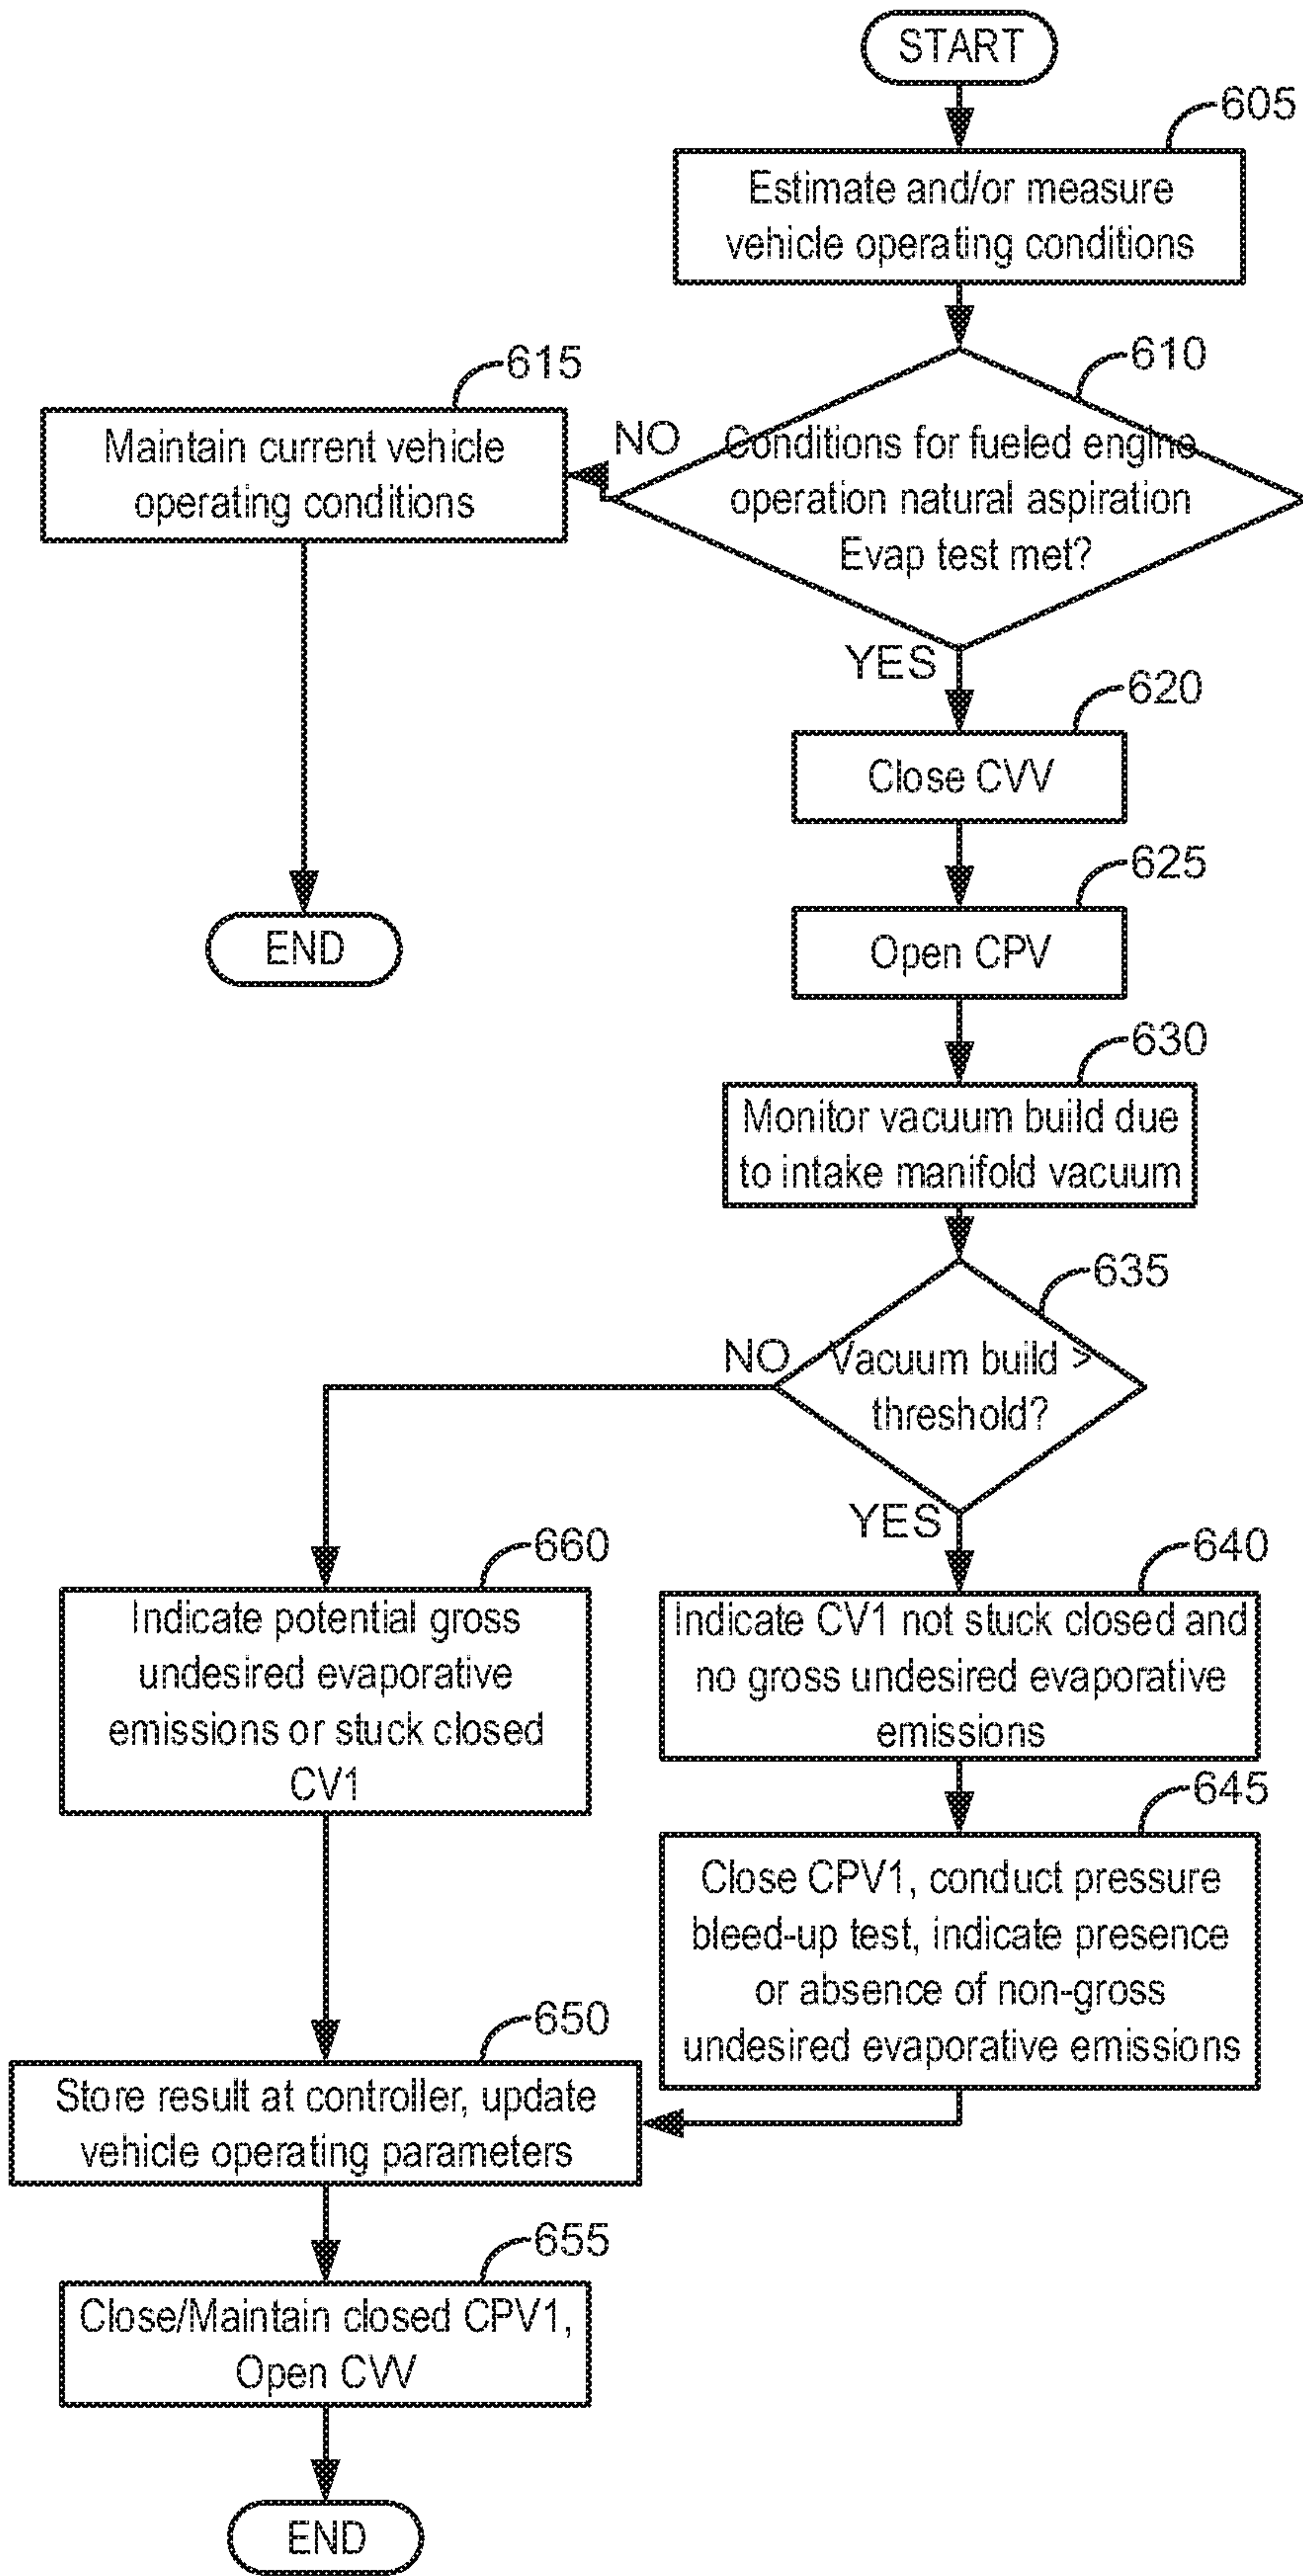 START
605
Estimate and/or measure
vehicle operating conditions
610
Conditions for fueled engine
operation natural aspiration
Evap test met?
NO
615
Maintain current vehicle
operating conditions
END
YES
620
Close CVV
625
Open CPV
630
Monitor vacuum build due
to intake manifold vacuum
635
Vacuum build >
threshold?
NO
YES
660
Indicate potential gross
undesired evaporative
emissions or stuck closed
CV1
640
Indicate CV1 not stuck closed and
no gross undesired evaporative
emissions
645
Close CPV1, conduct pressure
bleed-up test, indicate presence
or absence of non-gross
undesired evaporative emissions
650
Store result at controller, update
vehicle operating parameters
655
Close/Maintain closed CPV1,
Open CVV
END